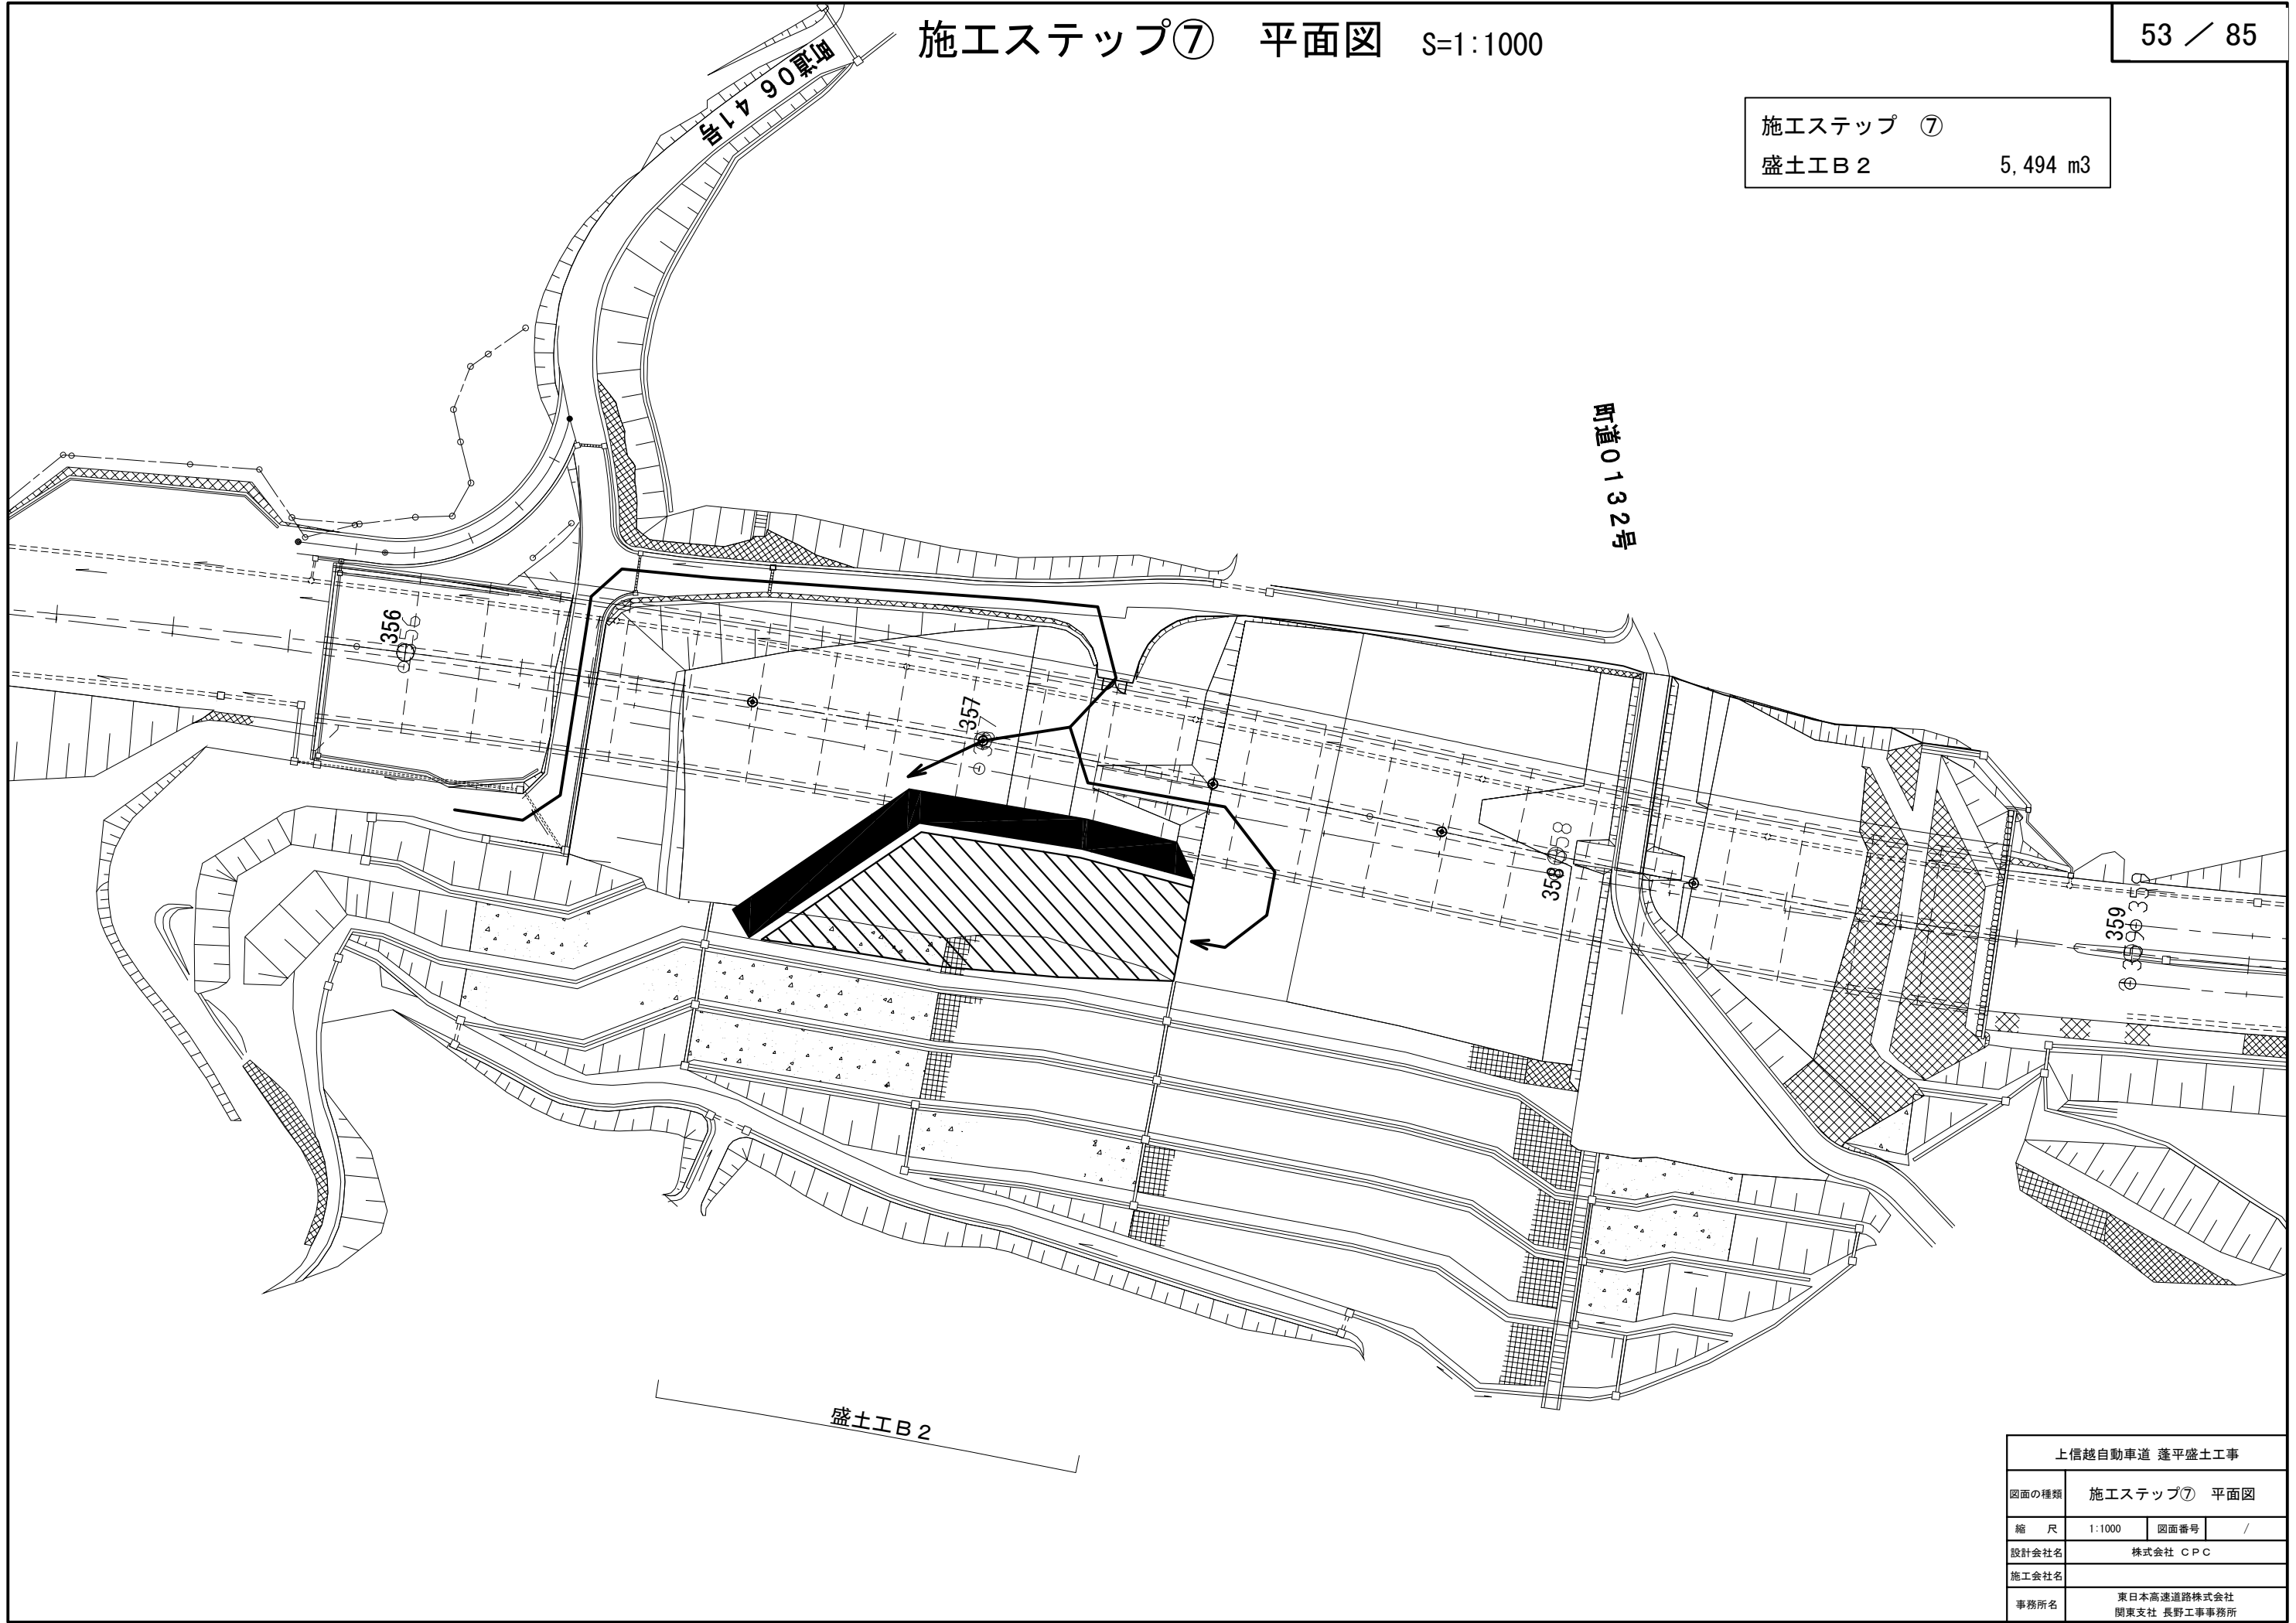 施工ステップ⑦ 平面図 S=1:1000
53 / 85
施工ステップ ⑦
盛土工Ｂ２ 5,494 m3
町道０６４１号
町道０１３２号
356
357
358
358
359
359
盛土工Ｂ２
上信越自動車道 蓬平盛土工事
図面の種類 施工ステップ⑦ 平面図
縮 尺 1:1000 図面番号 /
設計会社名 株式会社 ＣＰＣ
施工会社名
事務所名 東日本高速道路株式会社
関東支社 長野工事事務所